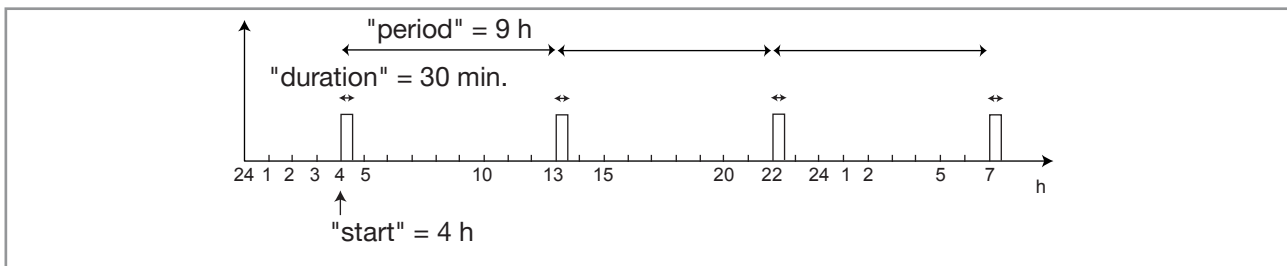 "period" = 9 h
"duration" = 30 min.
24 1 2 3 4 5 10 13 15 20 22 24 1 2 5 7 h
"start" = 4 h